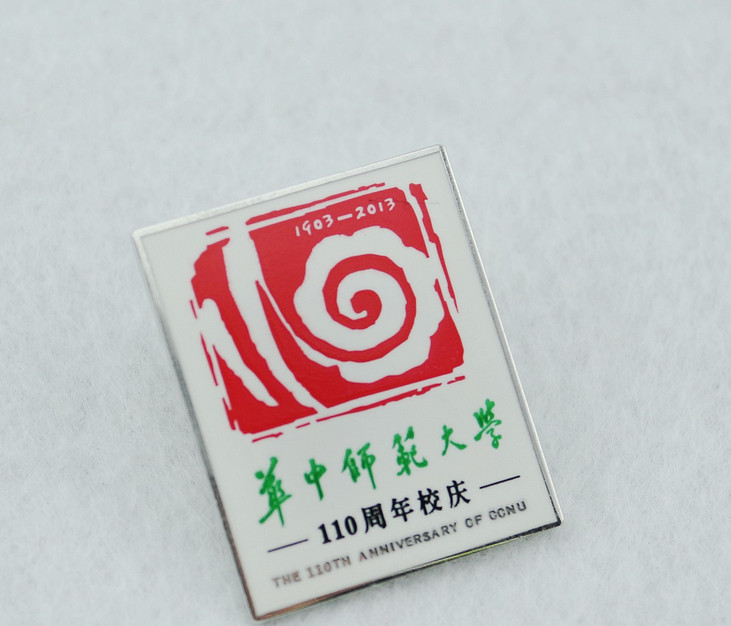 1903—2013
華中師範大學
110周年校庆
THE 110TH ANNIVERSARY OF CCNU